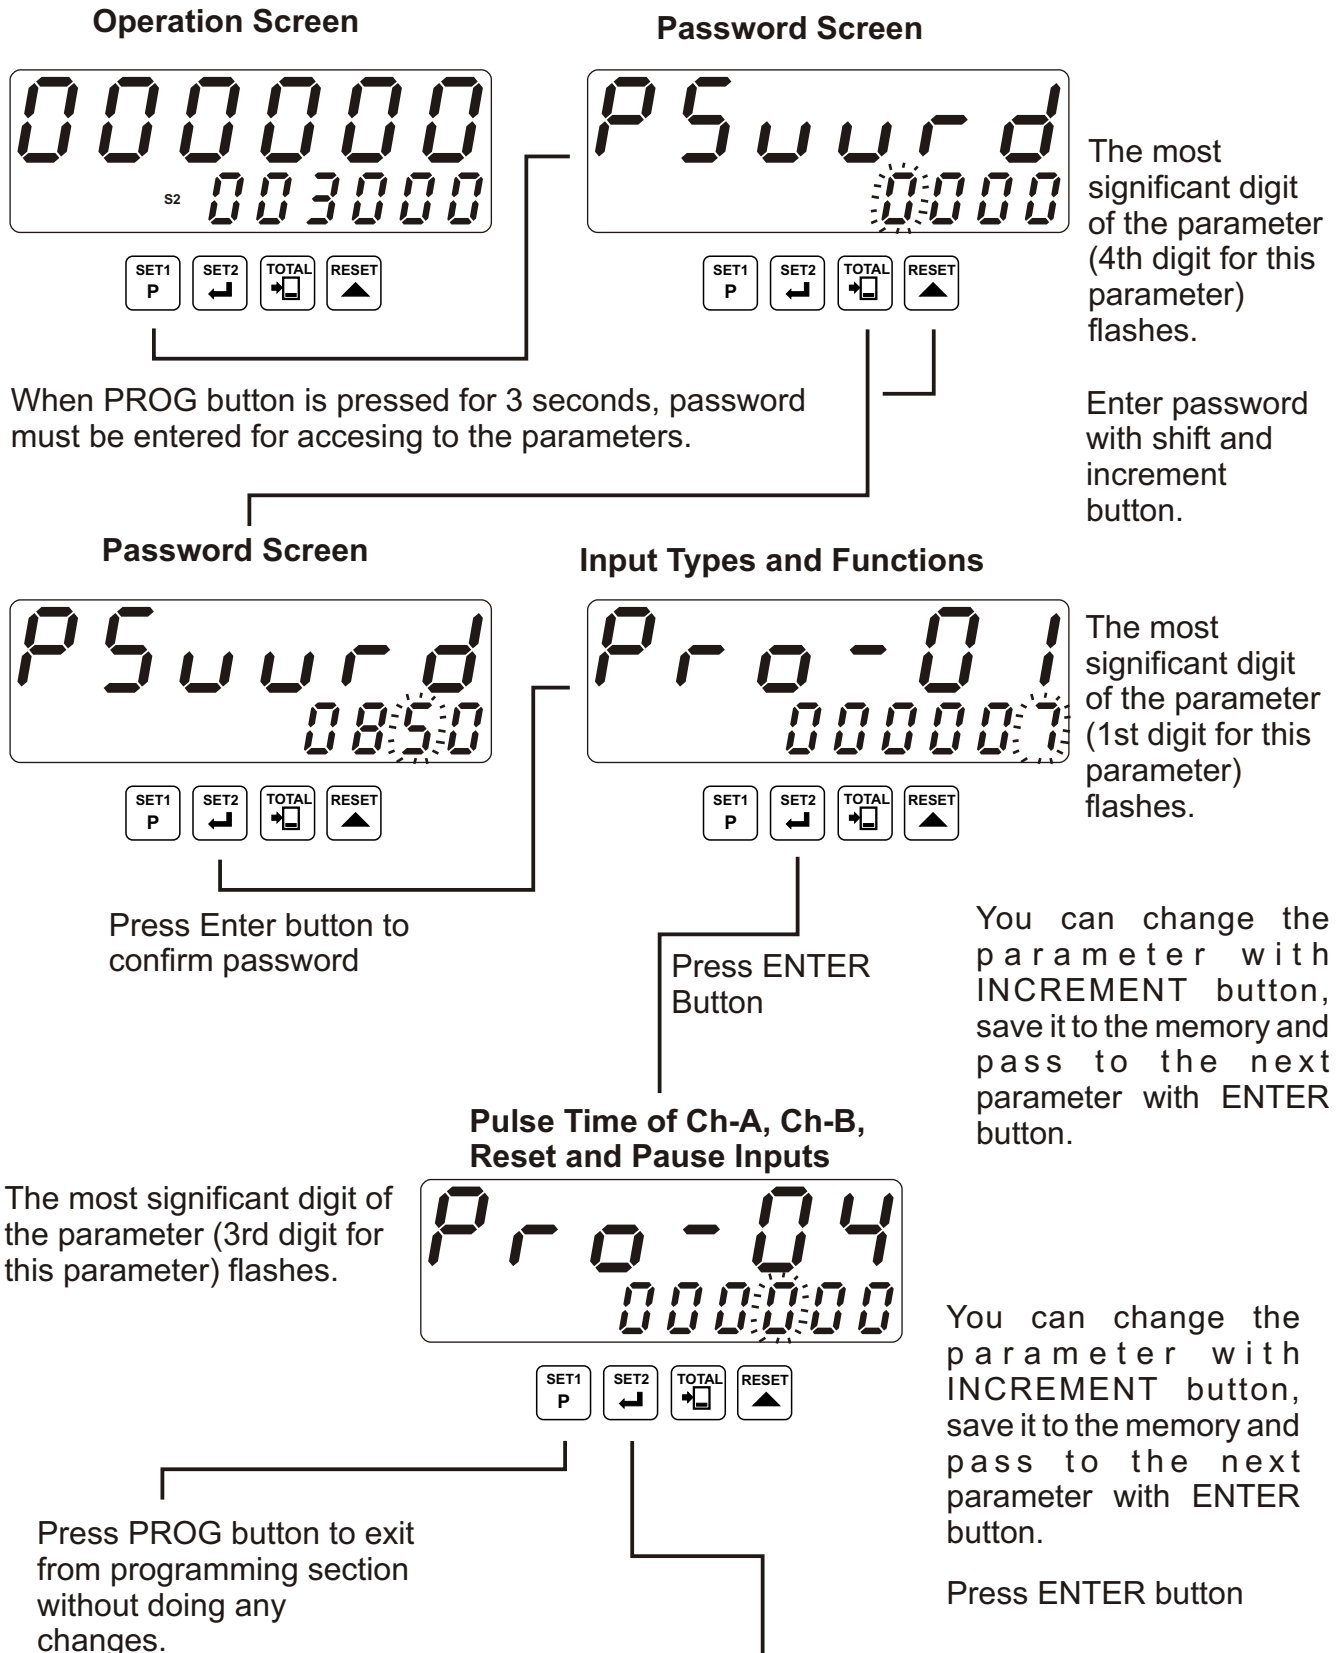 Operation Screen
000000
S2 003000
SET1 P SET2 TOTAL RESET
When PROG button is pressed for 3 seconds, password
must be entered for accesing to the parameters.
Password Screen
PSuurd
0000
SET1 P SET2 TOTAL RESET
The most
significant digit
of the parameter
(4th digit for this
parameter)
flashes.
Enter password
with shift and
increment
button.
Password Screen
PSuurd
0850
SET1 P SET2 TOTAL RESET
Press Enter button to
confirm password
Input Types and Functions
Pro-01
000007
SET1 P SET2 TOTAL RESET
The most
significant digit
of the parameter
(1st digit for this
parameter)
flashes.
Press ENTER
Button
You can change the
parameter with
INCREMENT button,
save it to the memory and
pass to the next
parameter with ENTER
button.
Pulse Time of Ch-A, Ch-B,
Reset and Pause Inputs
The most significant digit of
the parameter (3rd digit for
this parameter) flashes.
Pro-04
000000
SET1 P SET2 TOTAL RESET
You can change the
parameter with
INCREMENT button,
save it to the memory and
pass to the next
parameter with ENTER
button.
Press ENTER button
Press PROG button to exit
from programming section
without doing any
changes.